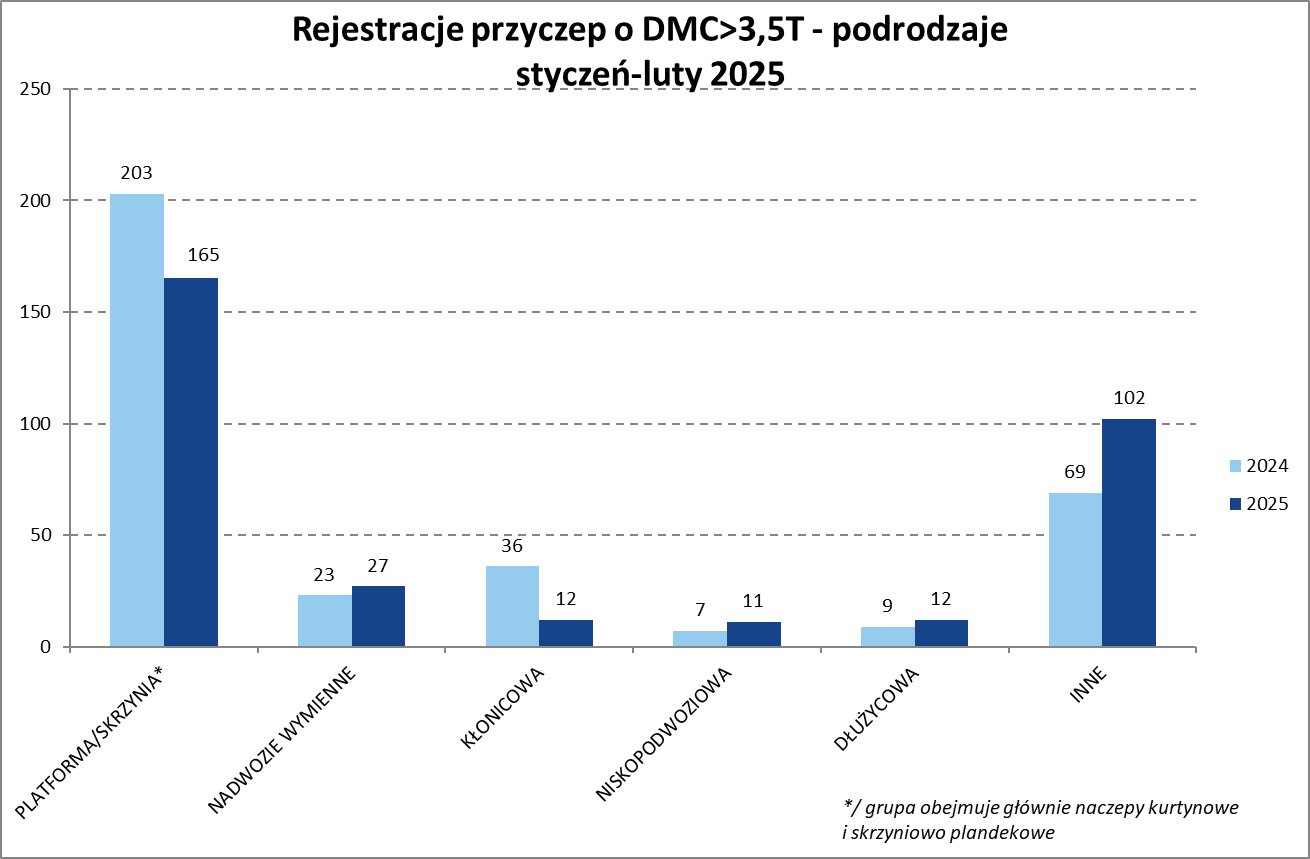 Rejestracje przyczep o DMC>3,5T - podrodzaje
styczeń-luty 2025
250
200
150
100
50
0
203
165
23
27
36
12
7
11
9
12
69
102
PLATFORMA/SKRZYNIA*
NADWOZIE WYMIENNE
KŁONICOWA
NISKOPODWOZIOWA
DŁUŻYCOWA
INNE
2024
2025
*/ grupa obejmuje głównie naczepy kurtynowe
i skrzyniowo plandekowe